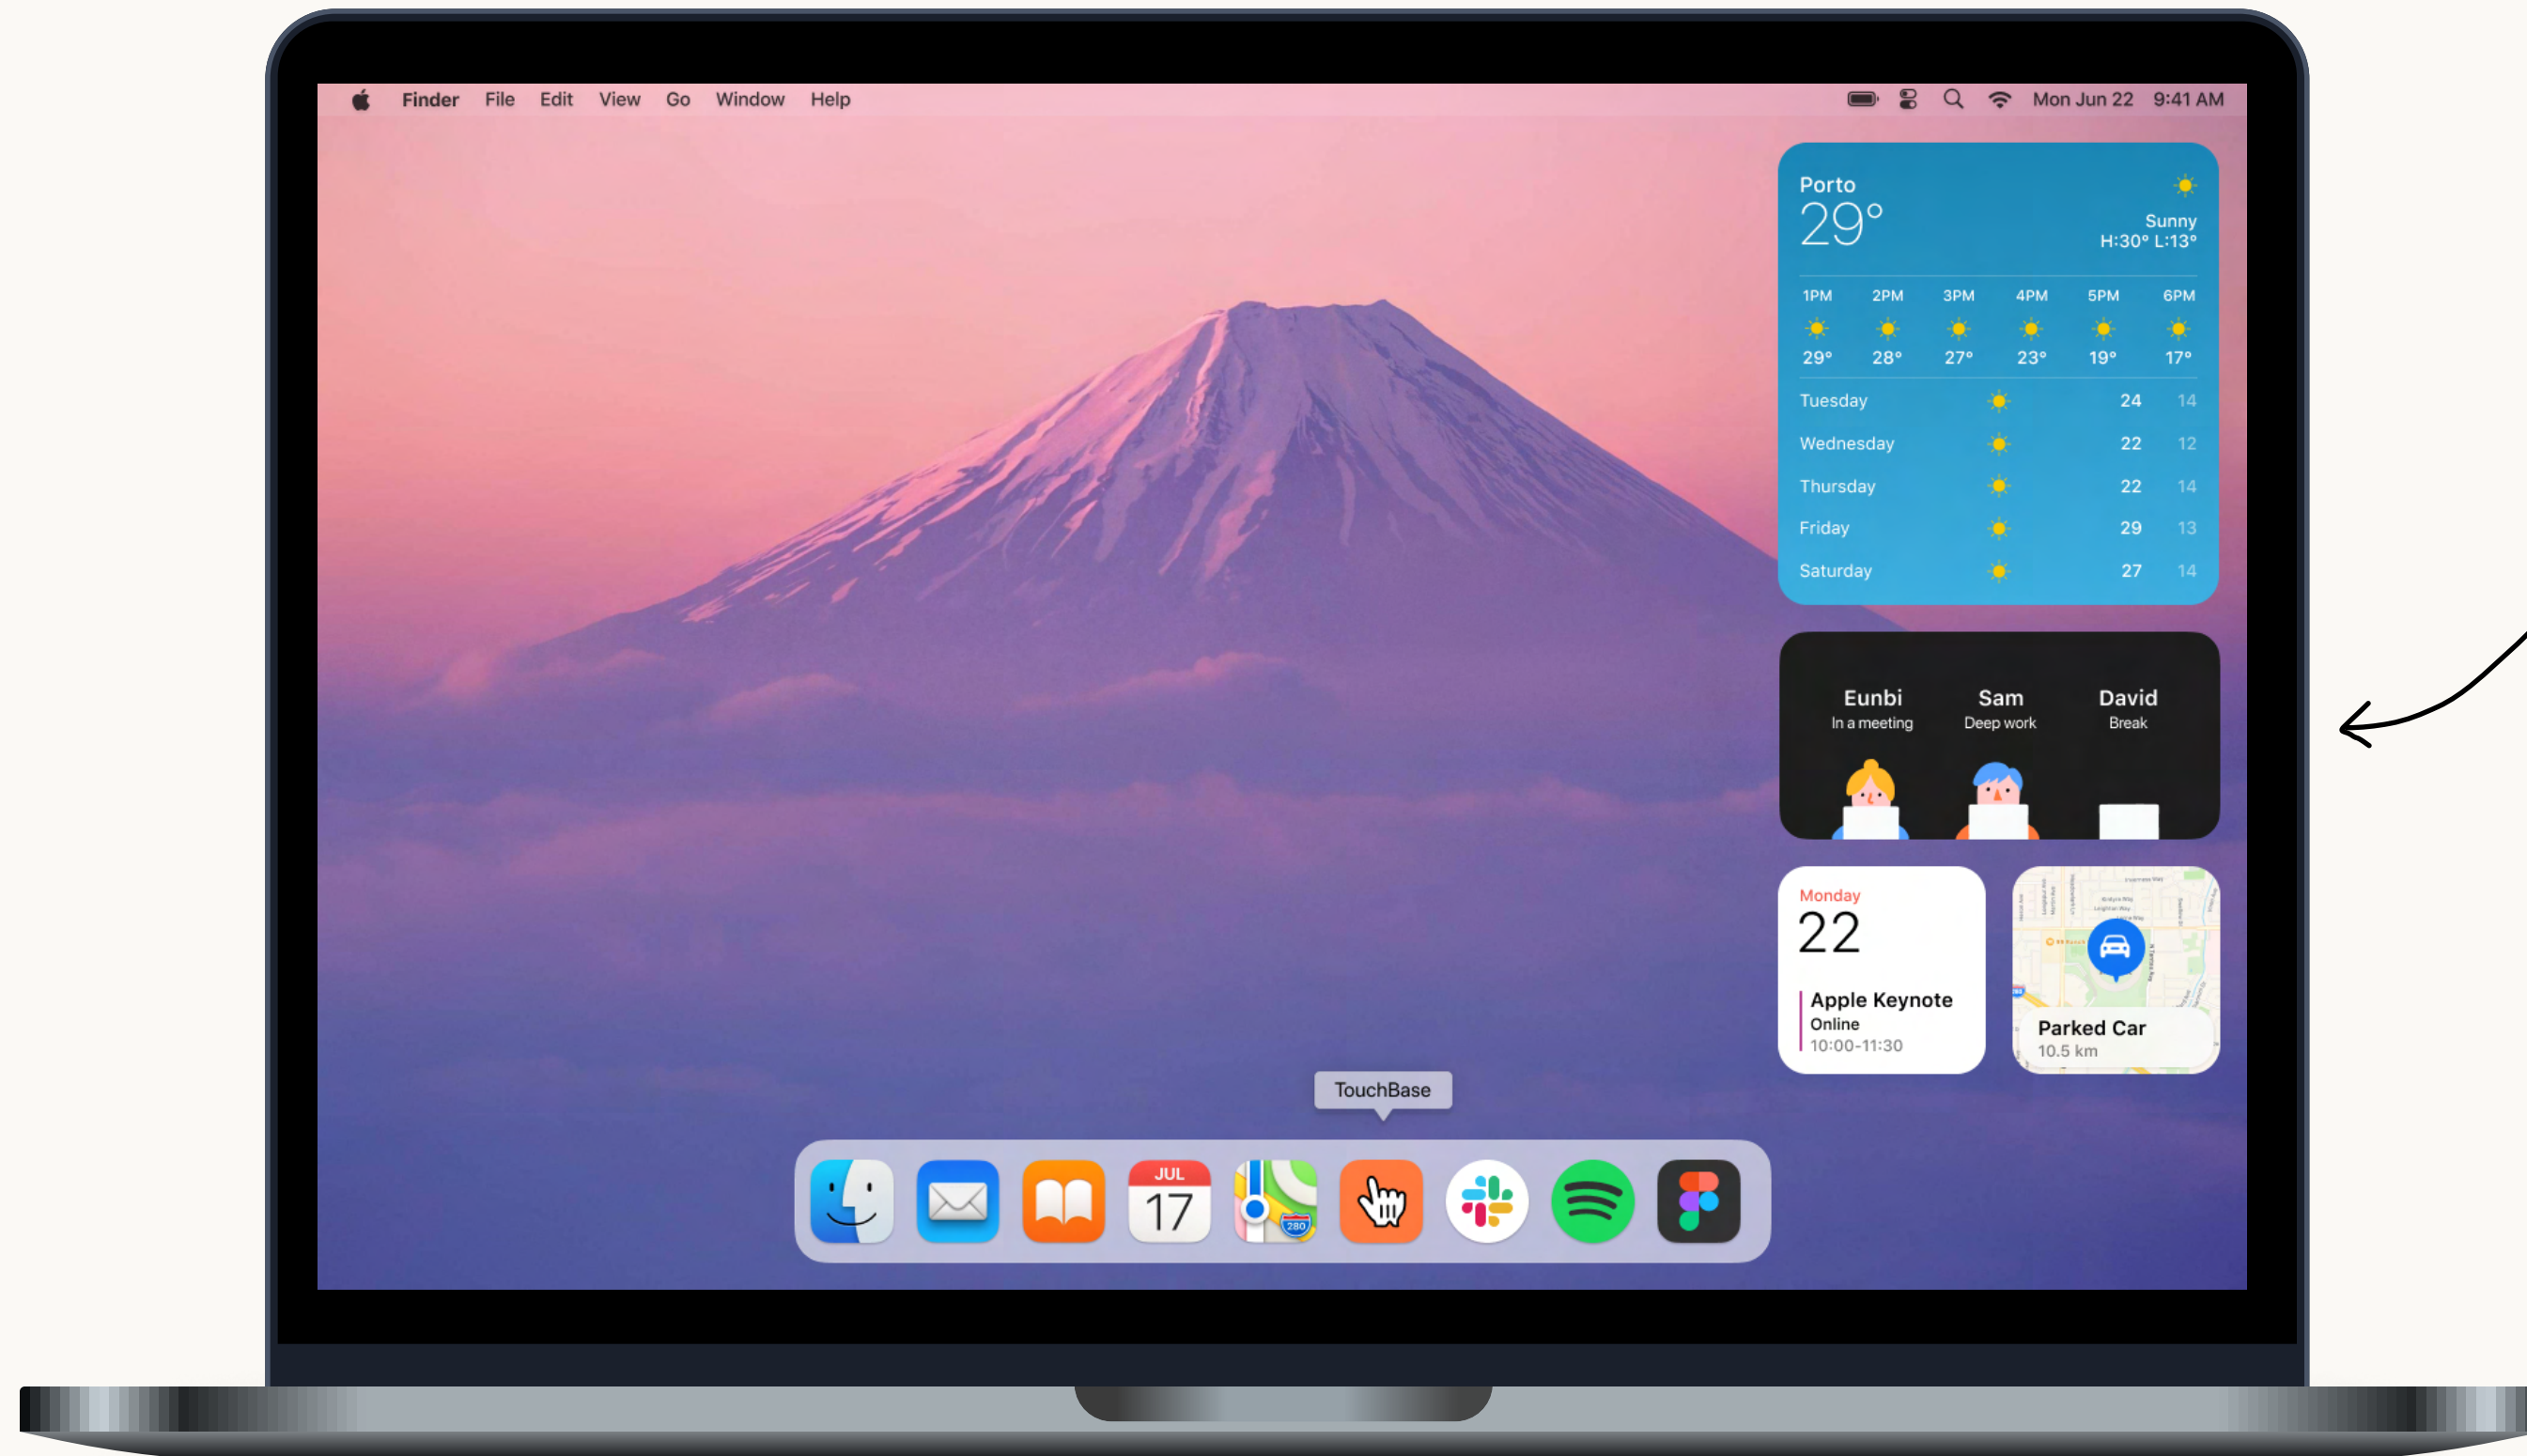 Finder File Edit View Go Window Help
Mon Jun 22 9:41 AM
Porto
29°
Sunny
H:30° L:13°
1PM 2PM 3PM 4PM 5PM 6PM
29° 28° 27° 23° 19° 17°
Tuesday 24 14
Wednesday 22 12
Thursday 22 14
Friday 29 13
Saturday 27 14
Eunbi Sam David
In a meeting Deep work Break
Monday
22
Apple Keynote
Online
10:00-11:30
Parked Car
10.5 km
TouchBase
JUL
17
280